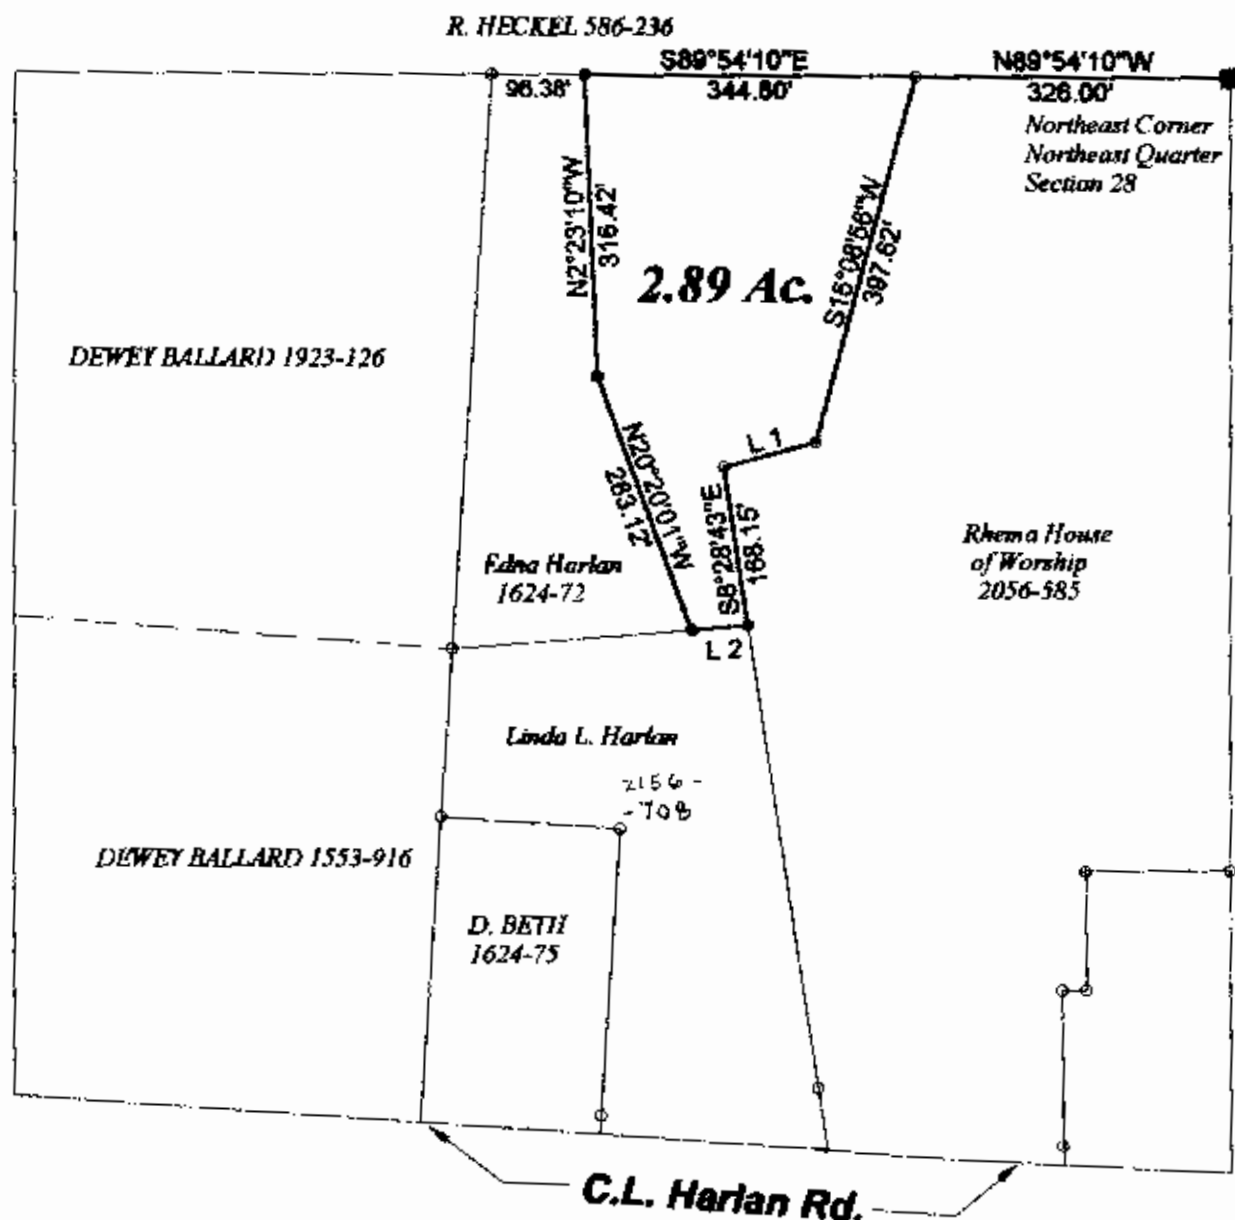 R. HECKEL 586-236
S89°54'10"E
N89°54'10"W
96.38'
344.80'
326.00'
Northeast Corner
Northeast Quarter
Section 28
N2°23'10"W
316.42'
2.89 Ac.
S15°08'56"W
397.62'
DEWEY BALLARD 1923-126
L 1
N20°20'01"W
283.12'
S8°28'43"E
168.15'
Rhema House
of Worship
2056-585
Edna Harlan
1624-72
L 2
Linda L. Harlan
2156-
-708
DEWEY BALLARD 1553-916
D. BETH
1624-75
C.L. Harlan Rd.